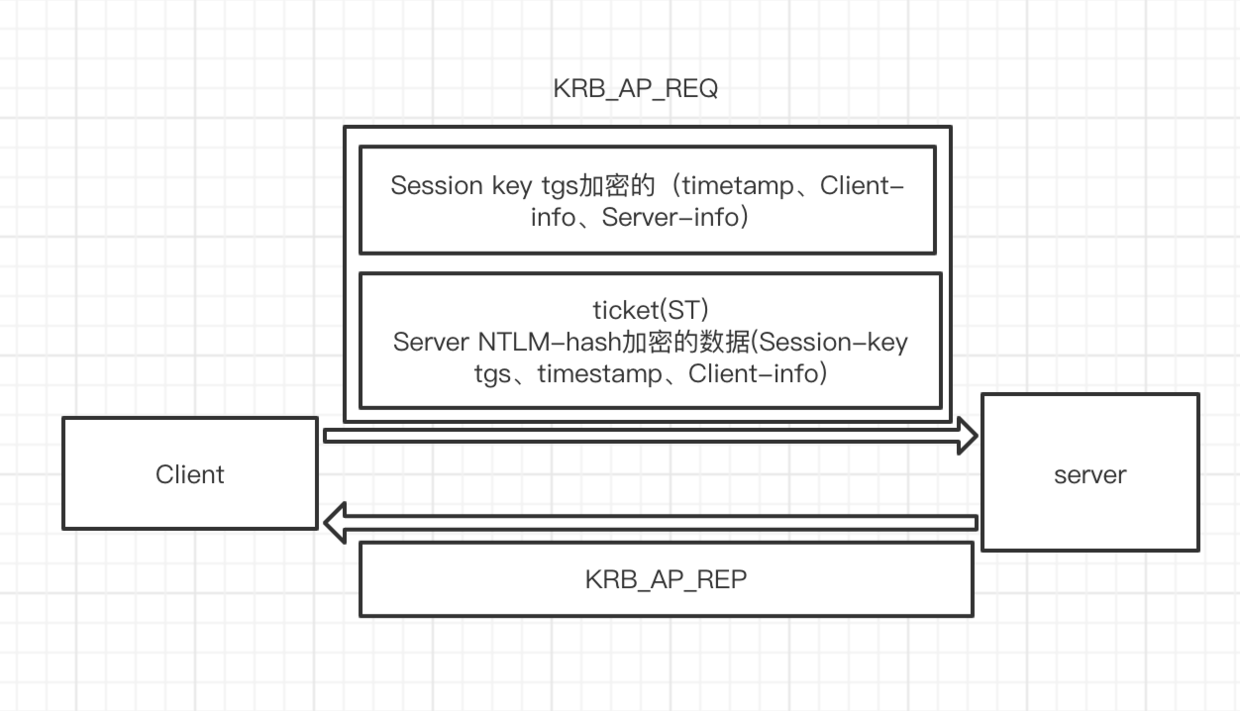 KRB_AP_REQ
Session key tgs加密的（timetamp、Client-
info、Server-info）
ticket(ST)
Server NTLM-hash加密的数据(Session-key
tgs、timestamp、Client-info）
Client
server
KRB_AP_REP